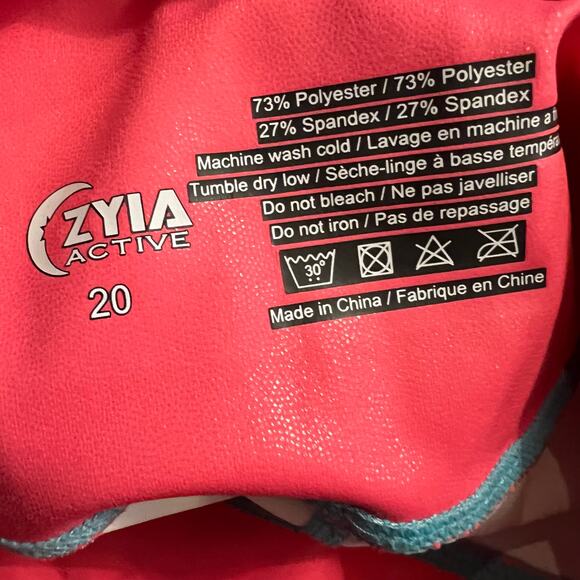 ZYIA
ACTIVE
20
73% Polyester / 73% Polyester
27% Spandex / 27% Spandex
Machine wash cold / Lavage en machine a
Tumble dry low / Sèche-linge à basse
Do not bleach / Ne pas javelliser
Do not iron / Pas de repassage
30°
Made in China / Fabrique en Chine